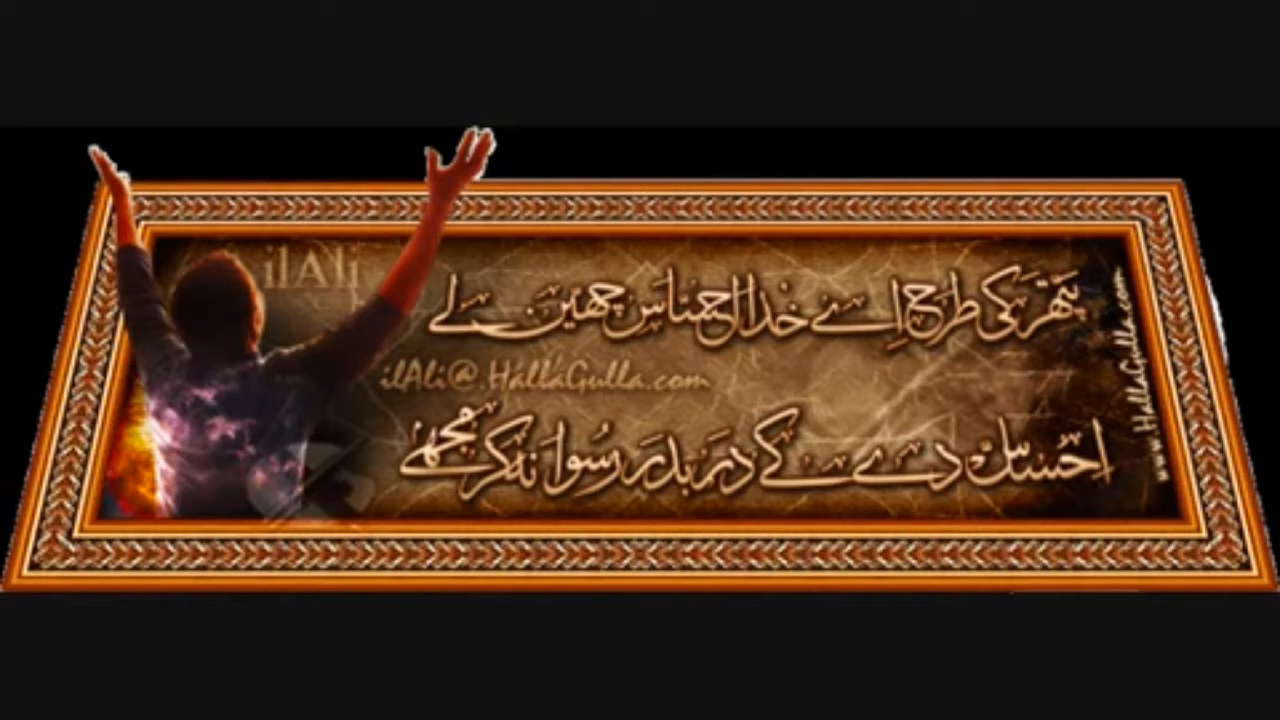 ilAli
پتھر کی طرح اے خدا احساس چھین لے
ilAli@.HallaGulla.com
احساس دے کے در بدر رسوا نہ کر مجھے
www.HallaGulla.com